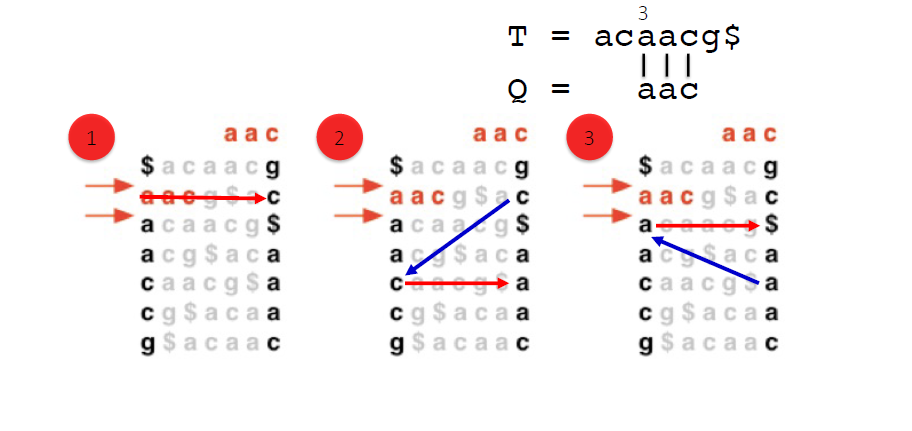 3
T = acaacg$
| | |
Q = aac
1
aac
$acaacg
aacg$ac
acaacg$
acg$aca
caacg$a
cg$acaa
g$acaac
2
aac
$acaacg
aacg$ac
acaacg$
acg$aca
caacg$a
cg$acaa
g$acaac
3
aac
$acaacg
aacg$ac
acaacg$
acg$aca
caacg$a
cg$acaa
g$acaac